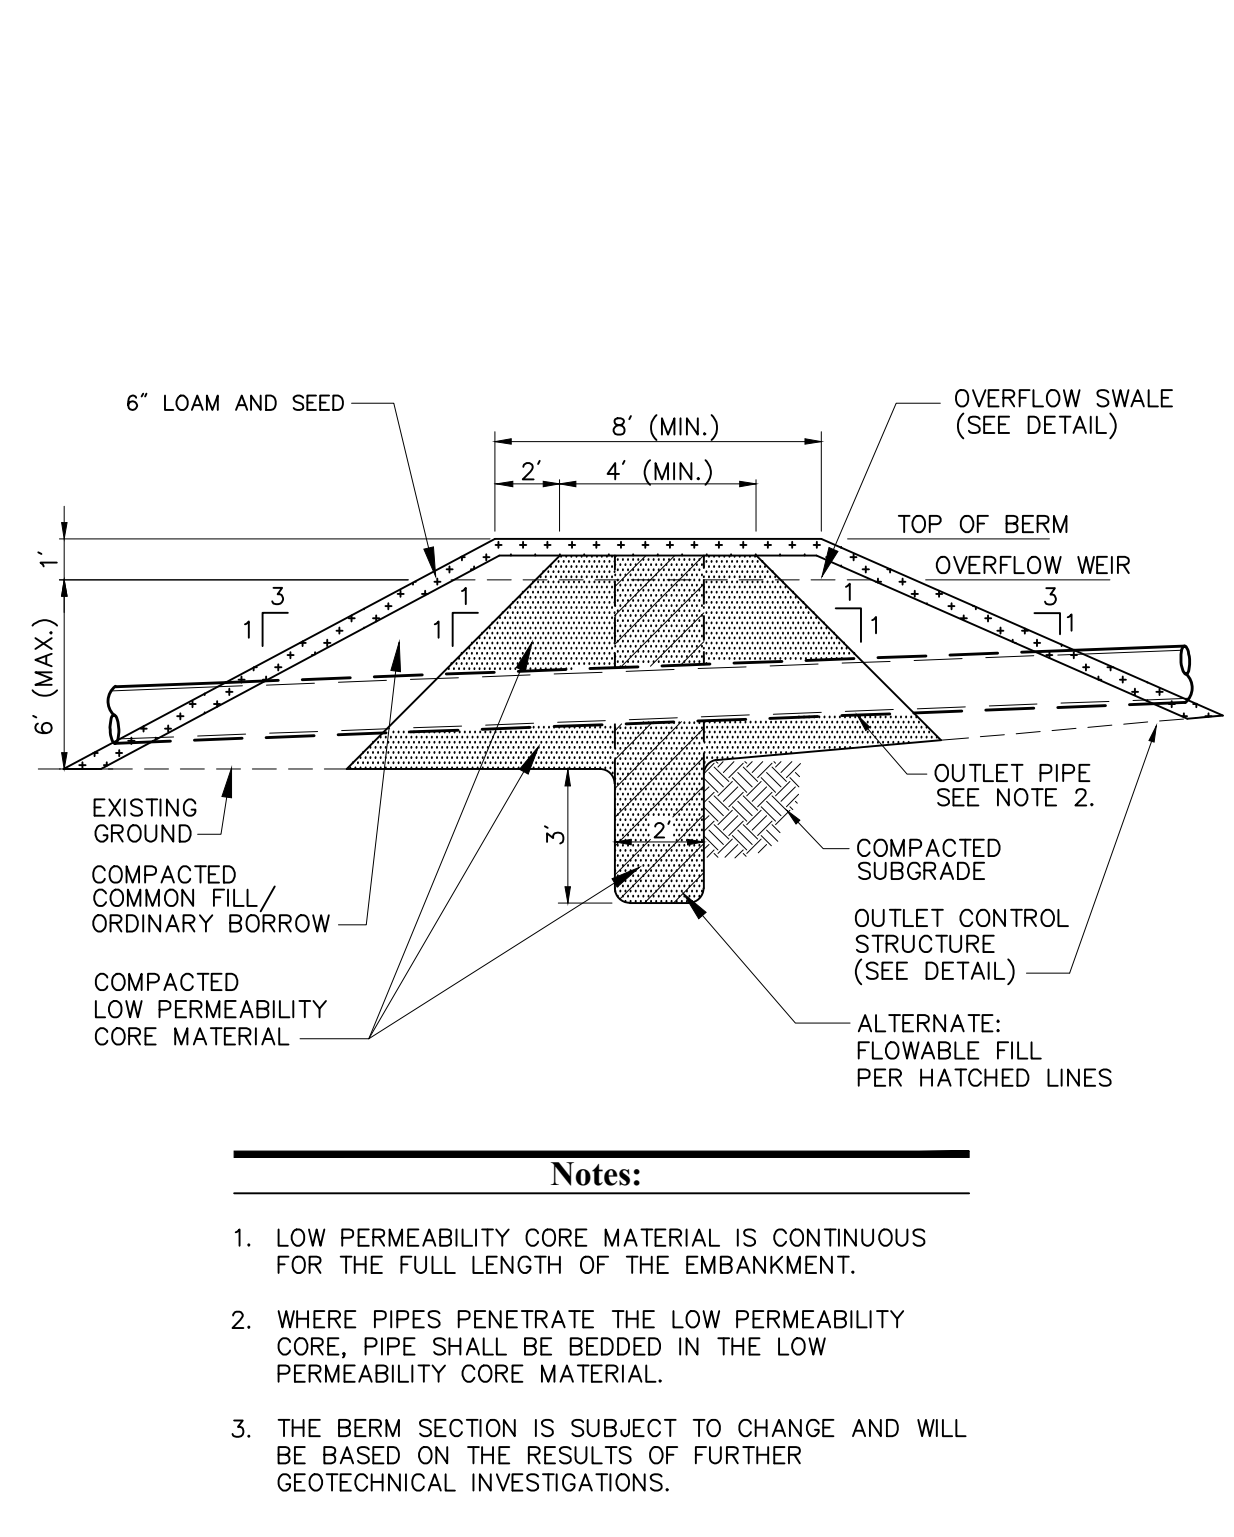 6" LOAM AND SEED
OVERFLOW SWALE
(SEE DETAIL)
8' (MIN.)
2'
4' (MIN.)
TOP OF BERM
1'
OVERFLOW WEIR
3
1
1
1
1
1
3
1
6' (MAX.)
OUTLET PIPE
SEE NOTE 2.
EXISTING
GROUND
3'
2'
COMPACTED
SUBGRADE
COMPACTED
COMMON FILL/
ORDINARY BORROW
OUTLET CONTROL
STRUCTURE
(SEE DETAIL)
COMPACTED
LOW PERMEABILITY
CORE MATERIAL
ALTERNATE:
FLOWABLE FILL
PER HATCHED LINES
Notes:
1. LOW PERMEABILITY CORE MATERIAL IS CONTINUOUS
FOR THE FULL LENGTH OF THE EMBANKMENT.
2. WHERE PIPES PENETRATE THE LOW PERMEABILITY
CORE, PIPE SHALL BE BEDDED IN THE LOW
PERMEABILITY CORE MATERIAL.
3. THE BERM SECTION IS SUBJECT TO CHANGE AND WILL
BE BASED ON THE RESULTS OF FURTHER
GEOTECHNICAL INVESTIGATIONS.